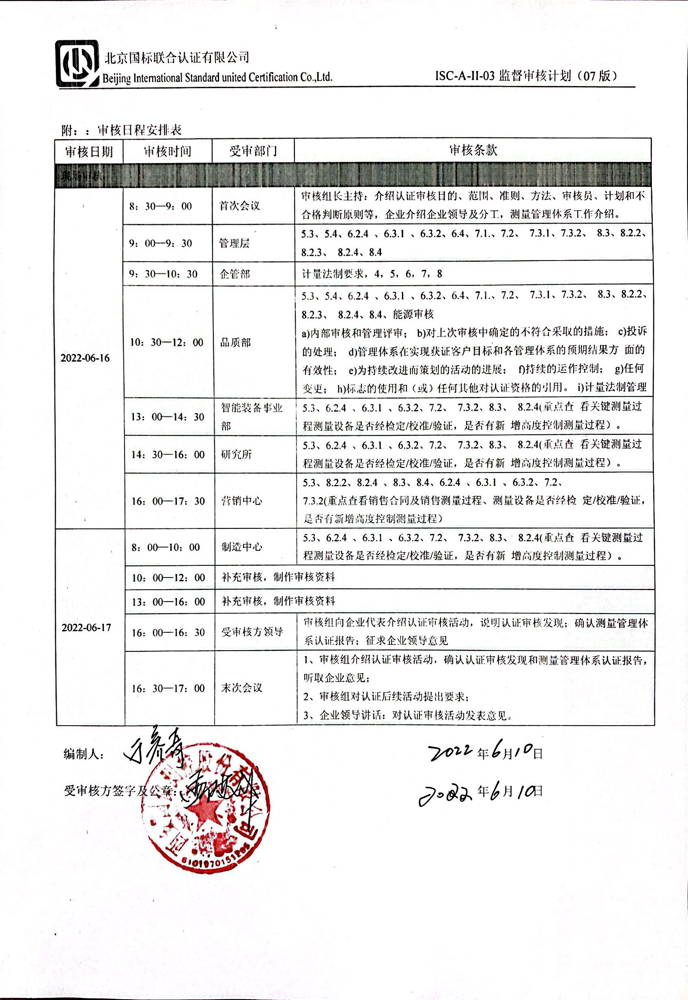 北京国标联合认证有限公司
Beijing International Standard united Certification Co.,Ltd.
ISC-A-II-03 监督审核计划（07 版）
附：：审核日程安排表
审核日期 审核时间 受审部门 审核条款
现场审核
2022-06-16
8：30—9：00 首次会议
审核组长主持：介绍认证审核目的、范围、准则、方法、审核员、计划和不
合格判断原则等，企业介绍企业领导及分工，测量管理体系工作介绍。
9：00—9：30 管理层
5.3、5.4、6.2.4 、6.3.1 、6.3.2、6.4、7.1.、7.2、 7.3.1、7.3.2、 8.3、8.2.2、
8.2.3、 8.2.4、8.4
9：30—10：30 企管部 计量法制要求，4，5，6，7，8
10：30—12：00 品质部
5.3、5.4、6.2.4 、6.3.1 、6.3.2、6.4、7.1.、7.2、 7.3.1、7.3.2、 8.3、8.2.2、
8.2.3、 8.2.4、8.4、能源审核
a)内部审核和管理评审； b)对上次审核中确定的不符合采取的措施； c)投诉
的处理； d)管理体系在实现获证客户目标和各管理体系的预期结果方 面的
有效性； e)为持续改进而策划的活动的进展； f)持续的运作控制； g)任何
变更； h)标志的使用和（或）任何其他对认证资格的引用。 i)计量法制管理
13：00—14：30 智能装备事业
部
5.3、6.2.4 、6.3.1 、6.3.2、7.2、 7.3.2、8.3、 8.2.4(重点查 看关键测量过
程测量设备是否经检定/校准/验证，是否有新 增高度控制测量过程）。
14：30—16：00 研究所
5.3、6.2.4 、6.3.1 、6.3.2、7.2、 7.3.2、8.3、 8.2.4(重点查 看关键测量过
程测量设备是否经检定/校准/验证，是否有新 增高度控制测量过程）。
16：00—17：30 营销中心
5.3、8.2.2、8.2.4 、8.3、8.4、6.2.4 、6.3.1 、6.3.2、7.2、
7.3.2(重点查看销售合同及销售测量过程、测量设备是否经检 定/校准/验证，
是否有新增高度控制测量过程）
2022-06-17
8：00—10：00 制造中心
5.3、6.2.4 、6.3.1 、6.3.2、7.2、 7.3.2、8.3、 8.2.4(重点查 看关键测量过
程测量设备是否经检定/校准/验证，是否有新 增高度控制测量过程）。
10：00—12：00 补充审核，制作审核资料
13：00—16：00 补充审核，制作审核资料
16：00—16：30 受审核方领导
审核组向企业代表介绍认证审核活动，说明认证审核发现；确认测量管理体
系认证报告；征求企业领导意见
16：30—17：00 末次会议
1、审核组介绍认证审核活动，确认认证审核发现和测量管理体系认证报告，
听取企业意见；
2、审核组对认证后续活动提出要求；
3、企业领导讲话：对认证审核活动发表意见。
编制人： 2022 年 6 月 10 日
受审核方签字及公章： 2022 年 6 月 10 日